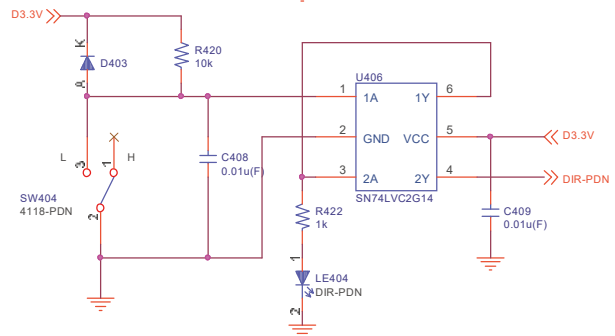 D3.3V
K
D403
A
R420
10k
U406
1
1A
1Y
6
2
GND
VCC
5
D3.3V
3
2A
2Y
4
DIR-PDN
SN74LVC2G14
L
3
1
H
C408
0.01u(F)
SW404
4118-PDN
2
R422
1k
C409
0.01u(F)
1
LE404
DIR-PDN
2